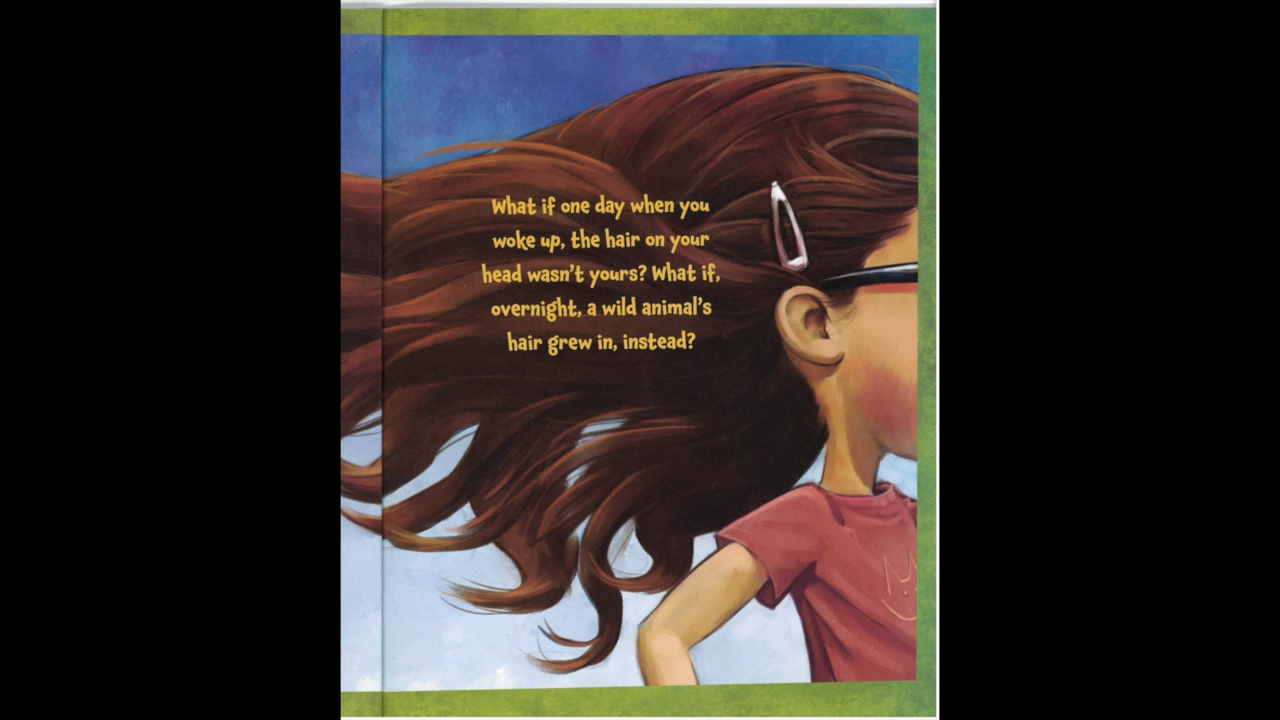 What if one day when you
woke up, the hair on your
head wasn't yours? What if,
overnight, a wild animal's
hair grew in, instead?